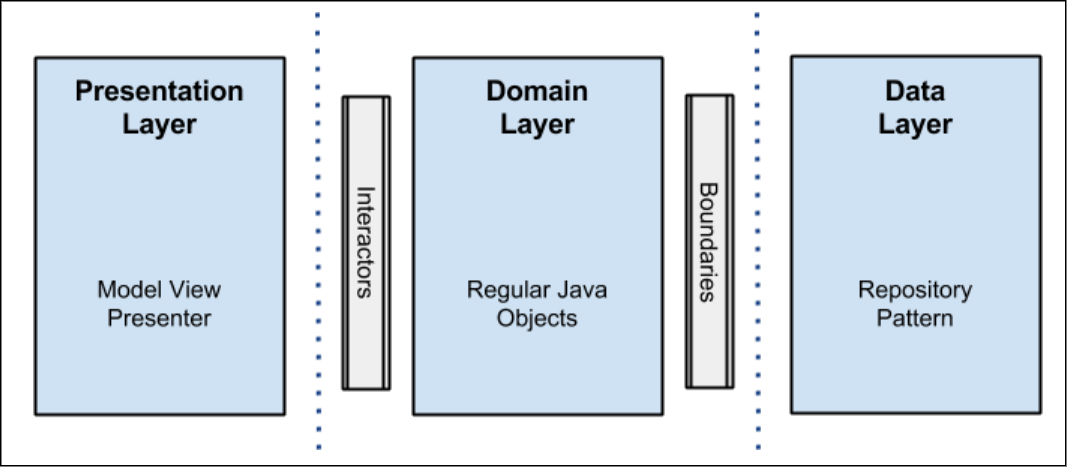 Presentation
Layer
Model View
Presenter
Interactors
Domain
Layer
Regular Java
Objects
Boundaries
Data
Layer
Repository
Pattern